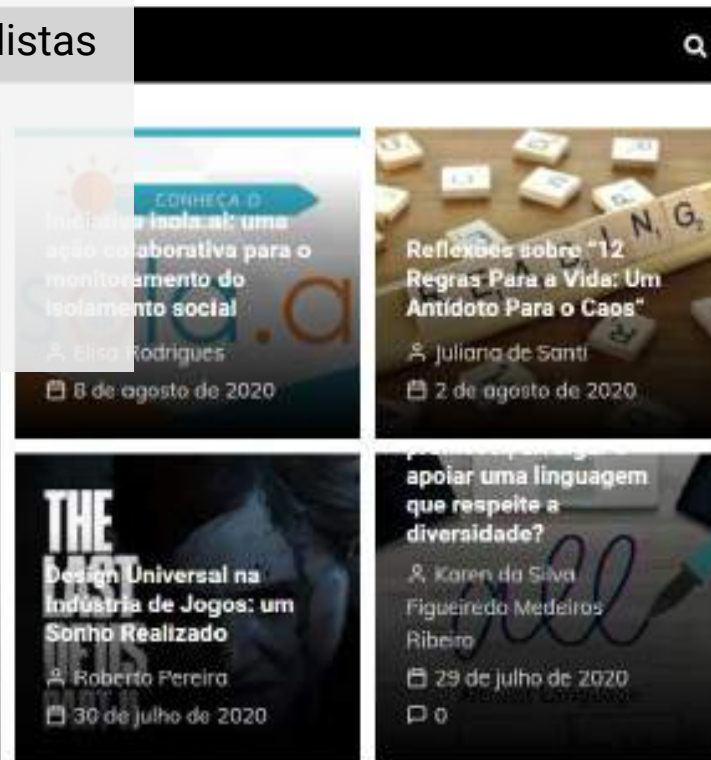 listas
CONHEÇA O
Iniciativa isola.ai: uma
ação colaborativa para o
monitoramento do
isolamento social
Elisa Rodrigues
8 de agosto de 2020
Reflexões sobre "12
Regras Para a Vida: Um
Antídoto Para o Caos"
Juliana de Santi
2 de agosto de 2020
THE
LAST
Design Universal na
Indústria de Jogos: um
Sonho Realizado
Roberto Pereira
30 de julho de 2020
apoiar uma linguagem
que respeite a
diversidade?
all
Karen da Silva
Figueiredo Medeiros
Ribeiro
29 de julho de 2020
0